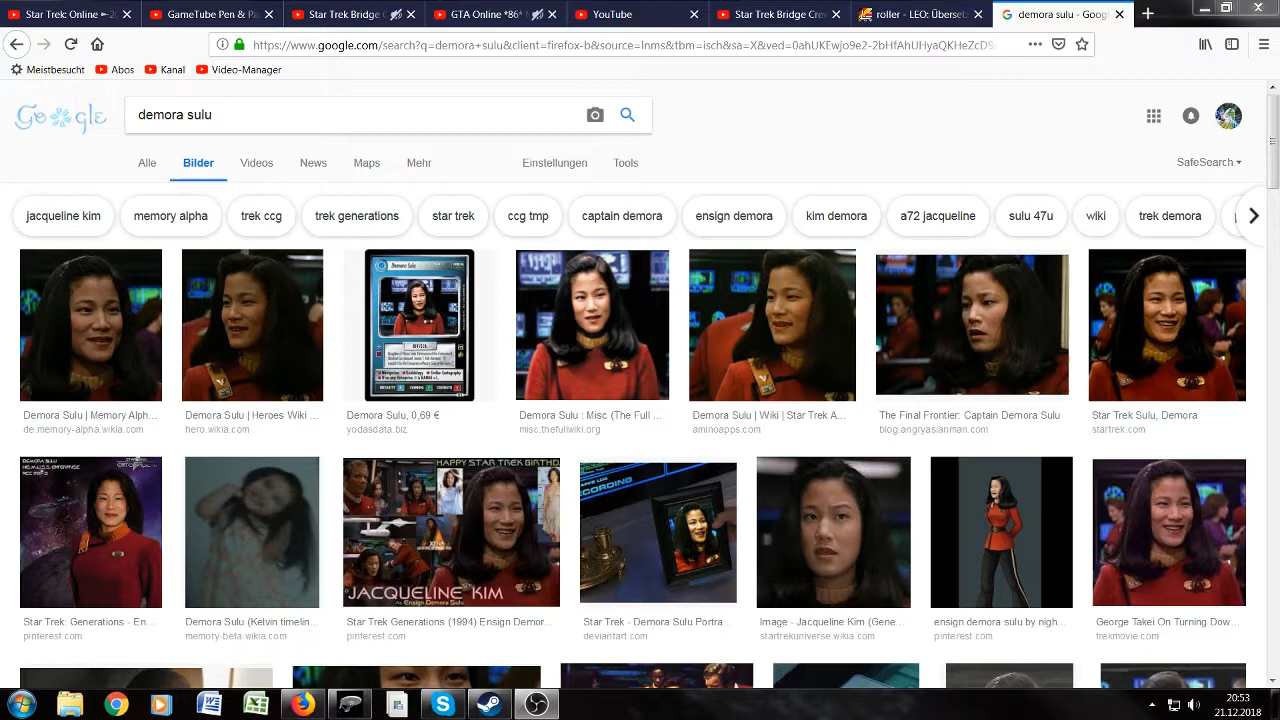 Star Trek Online -
GameTube Pen & Pa
Star Trek Bridge C
GTA Online *86*
YouTube
Star Trek Bridge Crew
roller - LEO: Überset
demora sulu - Google
https://www.google.com/search?q=demora+sulu&client=firefox-b&source=lnms&tbm=isch&sa=X&ved=0ahUKEwjo9e2-2bHfAhUHyaQKHeZcD9
Meistbesucht Abos Kanal Video-Manager
Google
demora sulu
Alle Bilder Videos News Maps Mehr Einstellungen Tools
SafeSearch
jacqueline kim memory alpha trek ccg trek generations star trek ccg tmp captain demora ensign demora kim demora a72 jacqueline sulu 47u wiki trek demora
Demora Sulu
Demora Sulu | Memory Alph...
de.memory-alpha.wikia.com
Demora Sulu | Heroes Wiki ...
hero.wikia.com
Demora Sulu, 0,69 €
yodasdata.biz
Demora Sulu : Misc (The Full ...
misc.thefullwiki.org
Demora Sulu | Wiki | Star Trek A...
aminoapps.com
The Final Frontier: Captain Demora Sulu
blog.angryasianman.com
Star Trek Sulu, Demora
startrek.com
DEMORA SULU
HAPPY STAR TREK BIRTHD
JACQUELINE KIM
as Ensign Demora Sulu
RECORDING
Star Trek: Generations - En...
pinterest.com
Demora Sulu (Kelvin timelin...
memory-beta.wikia.com
Star Trek Generations (1994) Ensign Demor...
pinterest.com
Star Trek - Demora Sulu Portra...
deviantart.com
Image - Jacqueline Kim (Gene...
startrekuniverse.wikia.com
ensign demora sulu by nigh...
pinterest.com
George Takei On Turning Dow...
trekmovie.com
20:53
21.12.2018